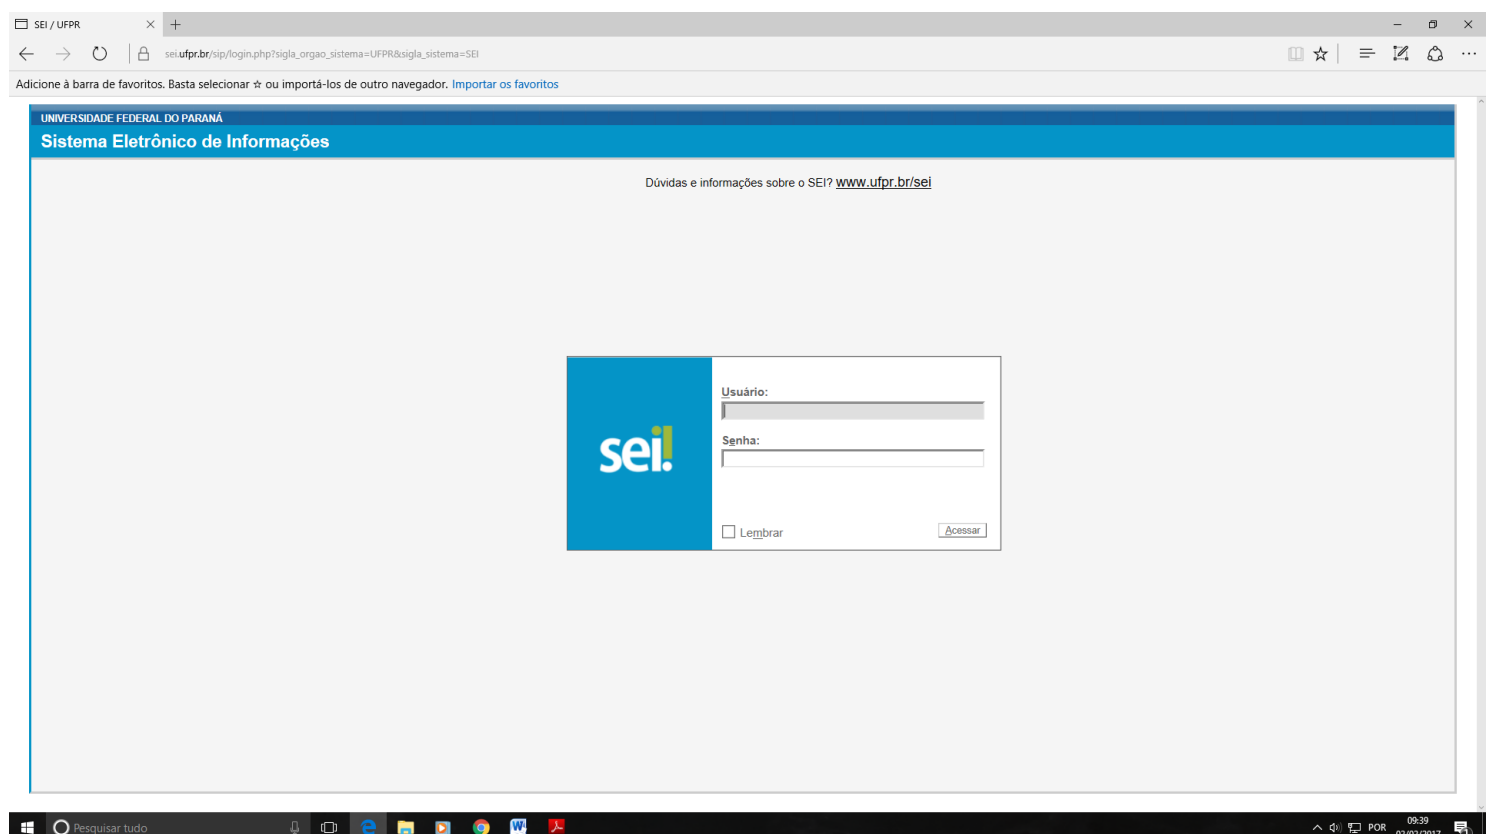 SEI / UFPR
sei.ufpr.br/sip/login.php?sigla_orgao_sistema=UFPR&sigla_sistema=SEI
Adicione à barra de favoritos. Basta selecionar ☆ ou importá-los de outro navegador. Importar os favoritos
UNIVERSIDADE FEDERAL DO PARANÁ
Sistema Eletrônico de Informações
Dúvidas e informações sobre o SEI? www.ufpr.br/sei
sei!
Usuário:
Senha:
Lembrar
Acessar
Pesquisar tudo
POR
09:39